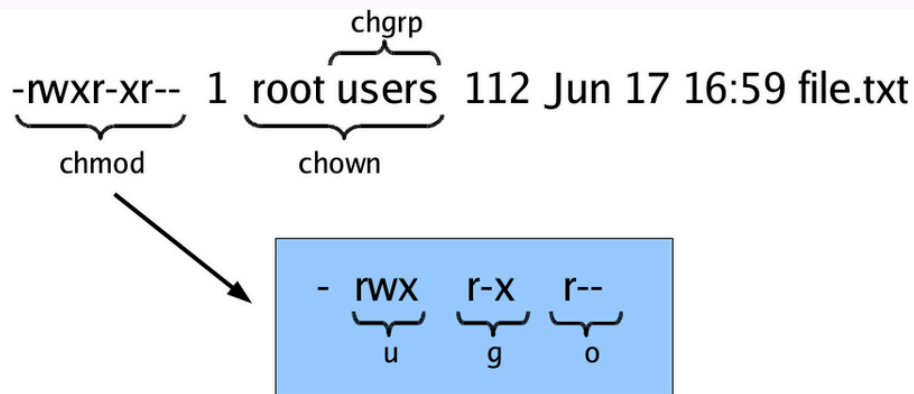 chgrp
-rwxr-xr-- 1 root users 112 Jun 17 16:59 file.txt
chmod chown
- rwx r-x r--
u g o